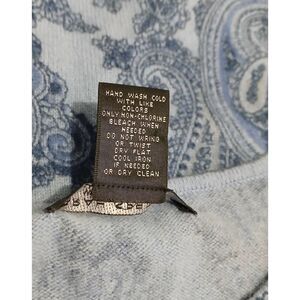 HAND WASH COLD
WITH LIKE
COLORS
ONLY NON-CHLORINE
BLEACH WHEN
NEEDED
DO NOT WRING
OR TWIST
DRY FLAT
COOL IRON
IF NEEDED
OR DRY CLEAN